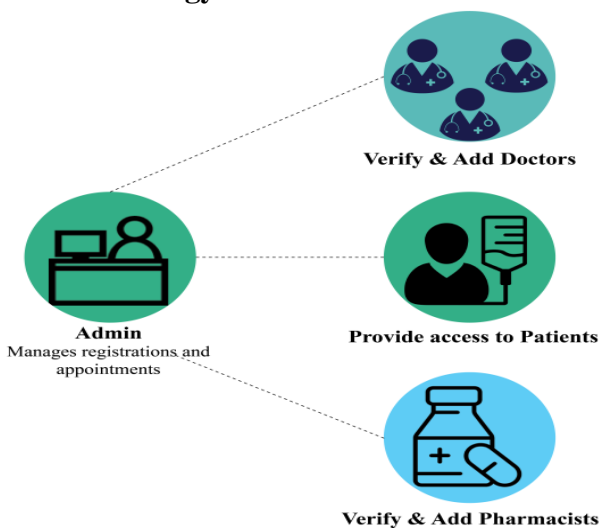 Verify & Add Doctors
Admin
Manages registrations and
appointments
Provide access to Patients
Verify & Add Pharmacists